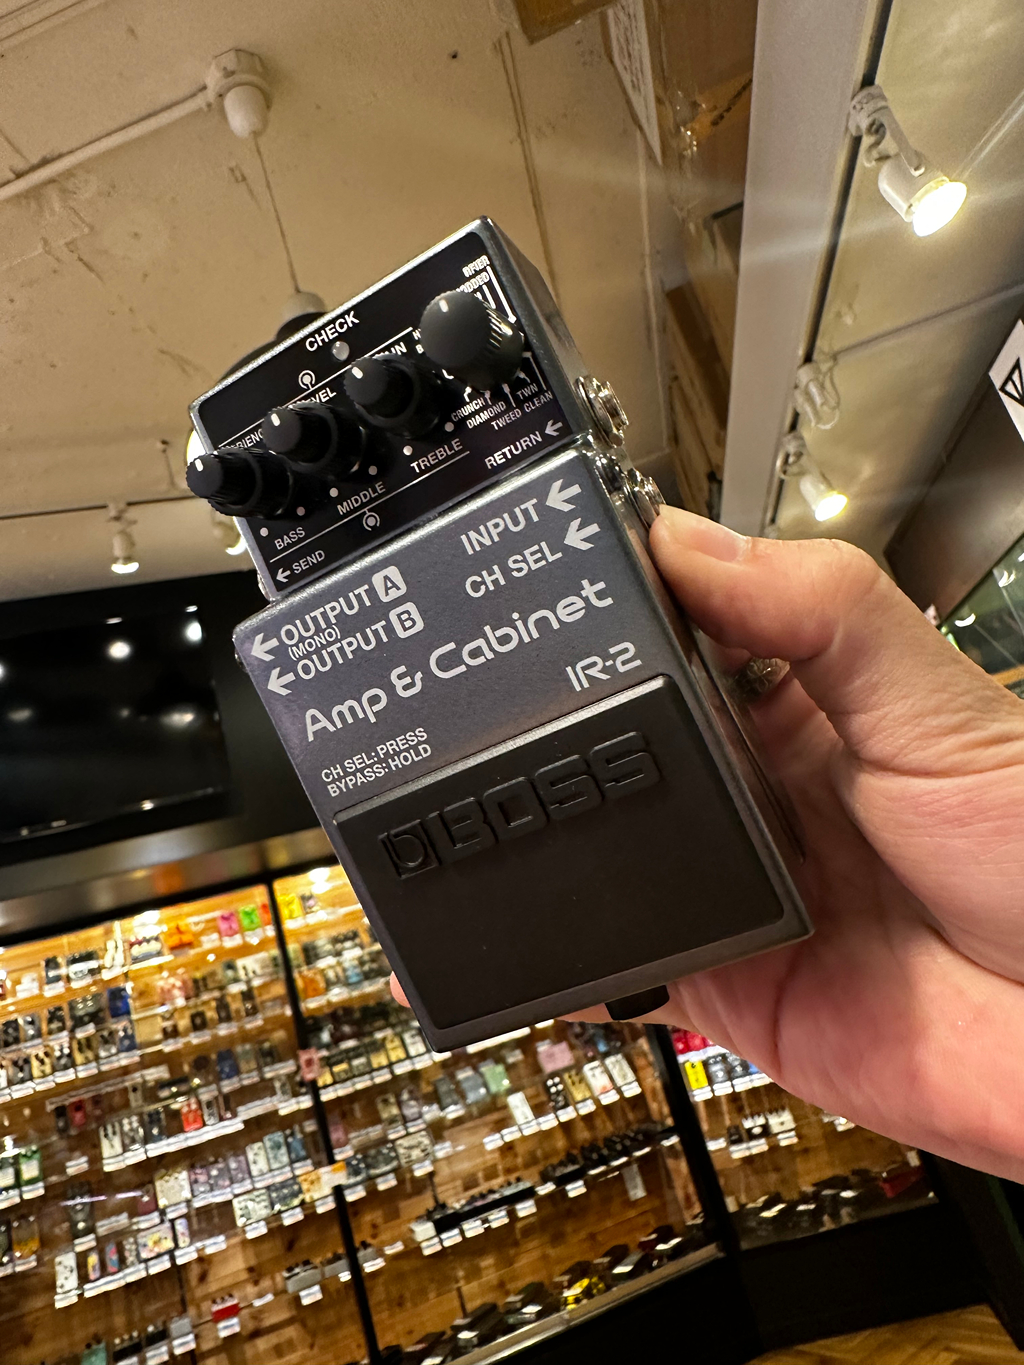 CHECK
BASS
MIDDLE
TREBLE
CRUNCH
DIAMOND
TWN
TWEED CLEAN
← SEND
RETURN ←
INPUT ←
CH SEL ←
← OUTPUT A
(MONO)
← OUTPUT B
Amp & Cabinet
IR-2
CH SEL: PRESS
BYPASS: HOLD
BOSS